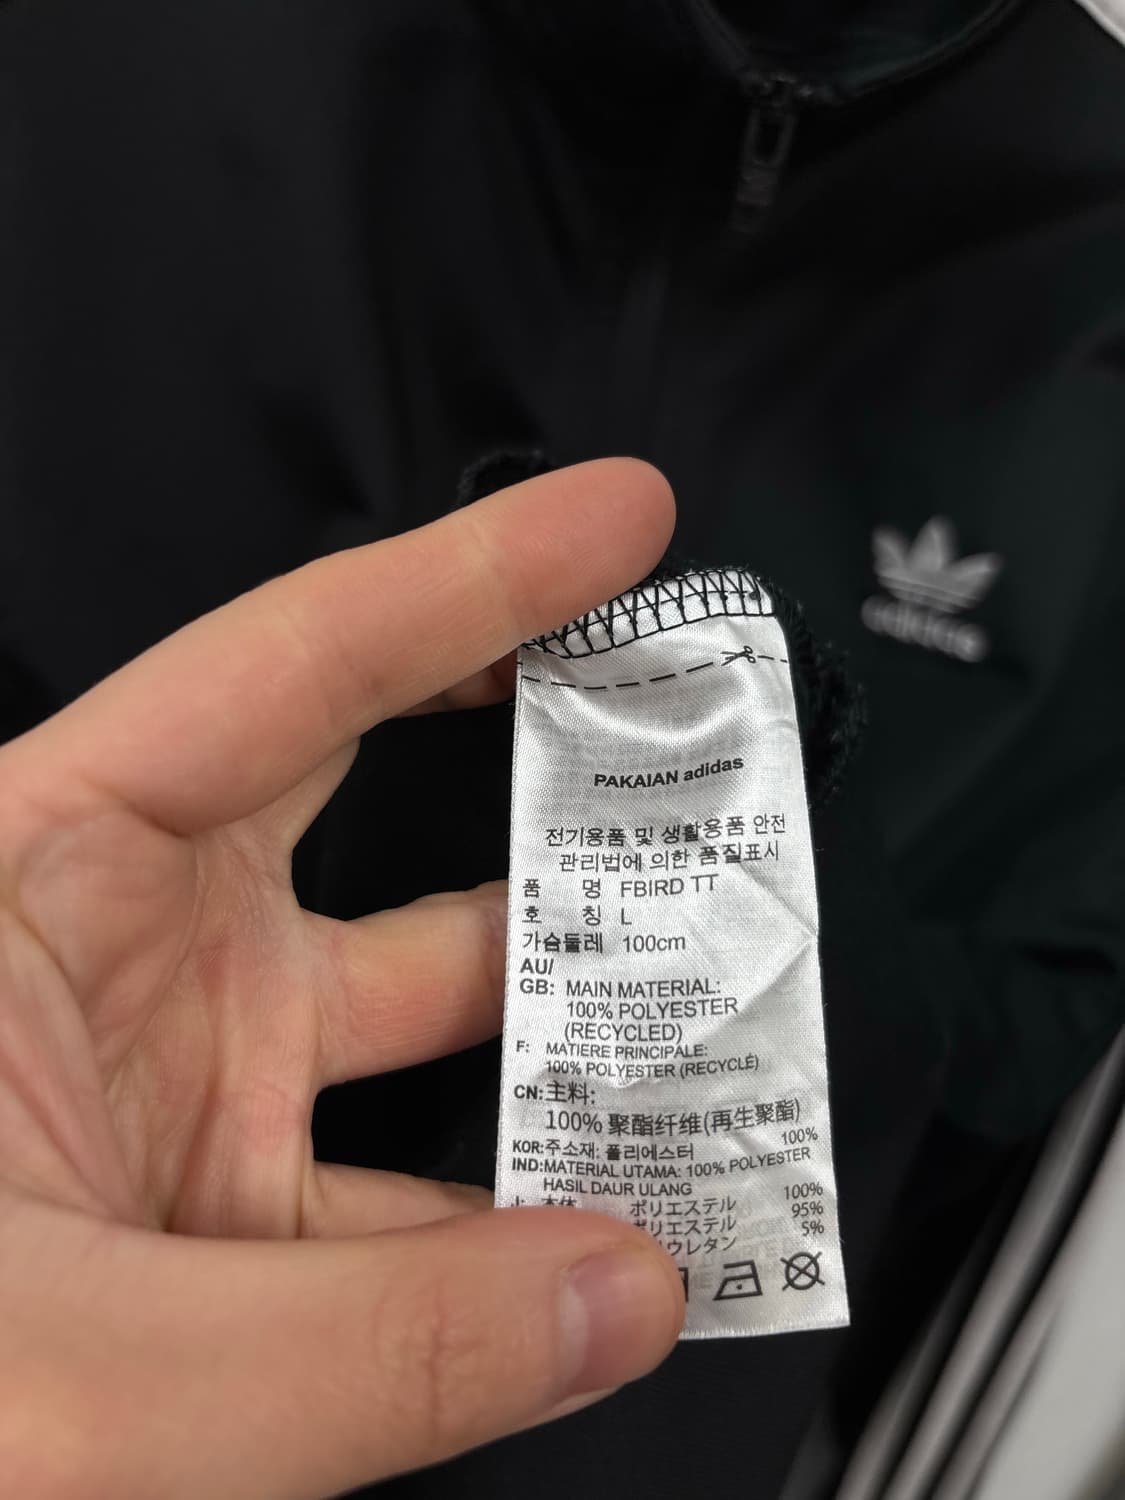 adidas
PAKAIAN adidas
전기용품 및 생활용품 안전
관리법에 의한 품질표시
품 명 FBIRD TT
호 칭 L
가슴둘레 100cm
AU/
GB: MAIN MATERIAL:
100% POLYESTER
(RECYCLED)
F: MATIERE PRINCIPALE:
100% POLYESTER (RECYCLÉ)
CN: 主料:
100% 聚酯纤维(再生聚酯)
KOR: 주소재: 폴리에스터 100%
IND: MATERIAL UTAMA: 100% POLYESTER
HASIL DAUR ULANG
J: 本体 ポリエステル 100%
ポリエステル 95%
ウレタン 5%